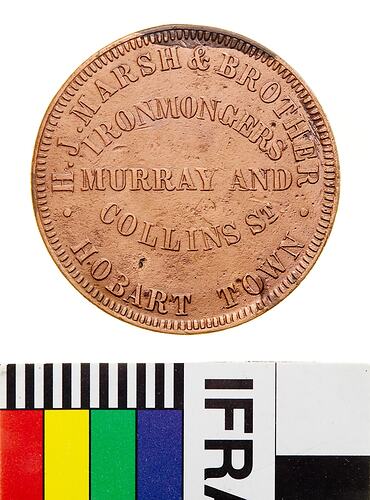 H. J. MARSH & BROTHER
IRONMONGERS
MURRAY AND
COLLINS ST
HOBART TOWN
IFRA